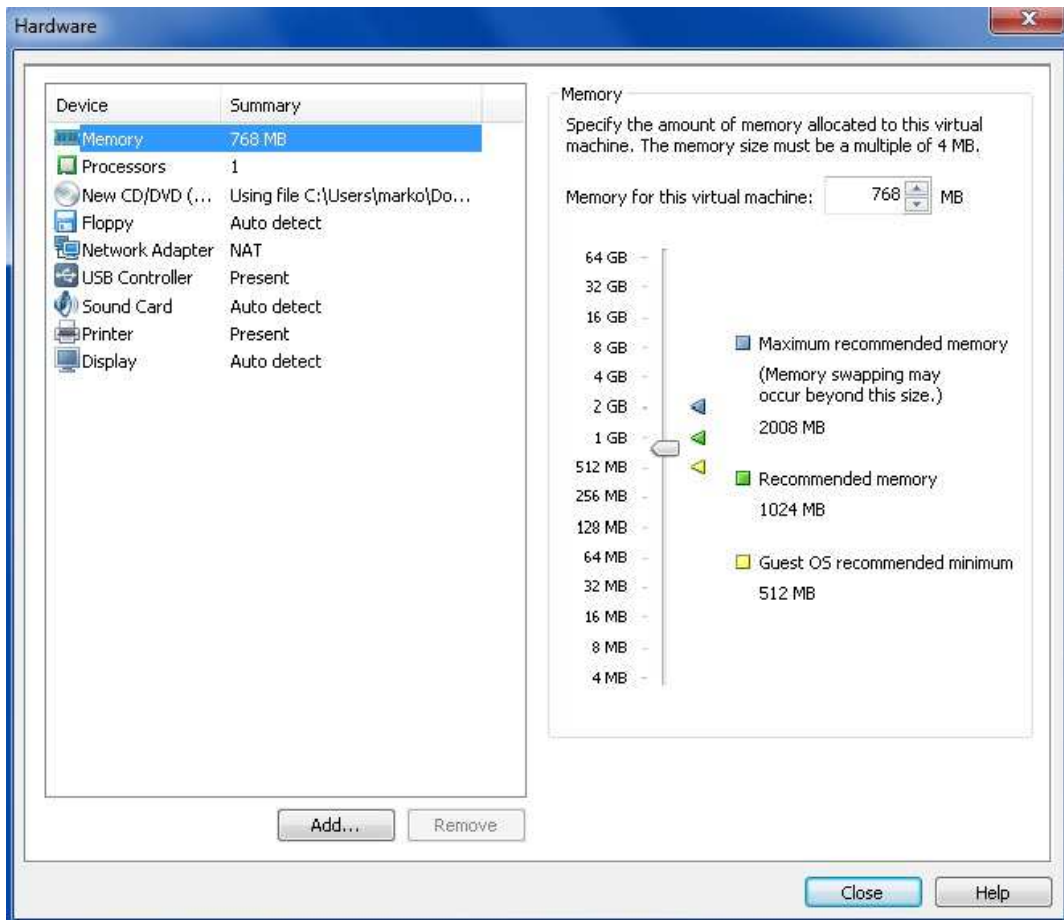 Hardware
Device Summary
Memory 768 MB
Processors 1
New CD/DVD (... Using file C:\Users\marko\Do...
Floppy Auto detect
Network Adapter NAT
USB Controller Present
Sound Card Auto detect
Printer Present
Display Auto detect
Add... Remove
Memory
Specify the amount of memory allocated to this virtual
machine. The memory size must be a multiple of 4 MB.
Memory for this virtual machine: 768 MB
64 GB
32 GB
16 GB
8 GB
4 GB
2 GB
1 GB
512 MB
256 MB
128 MB
64 MB
32 MB
16 MB
8 MB
4 MB
Maximum recommended memory
(Memory swapping may
occur beyond this size.)
2008 MB
Recommended memory
1024 MB
Guest OS recommended minimum
512 MB
Close Help